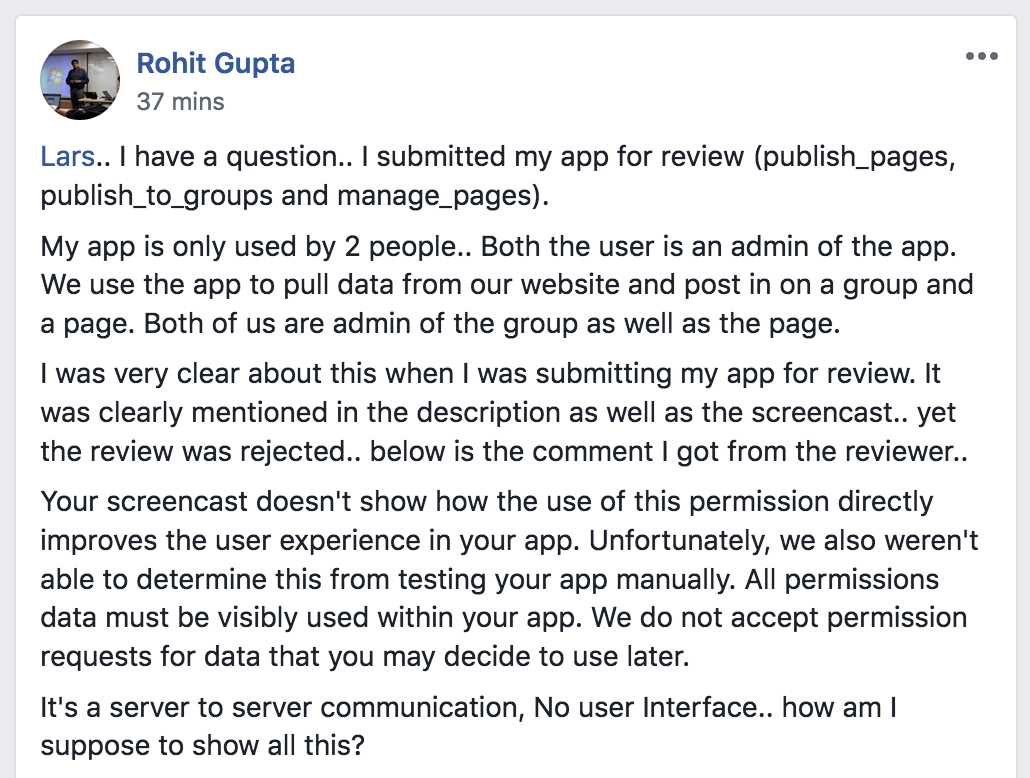 Rohit Gupta
37 mins
Lars.. I have a question.. I submitted my app for review (publish_pages,
publish_to_groups and manage_pages).
My app is only used by 2 people.. Both the user is an admin of the app.
We use the app to pull data from our website and post in on a group and
a page. Both of us are admin of the group as well as the page.
I was very clear about this when I was submitting my app for review. It
was clearly mentioned in the description as well as the screencast.. yet
the review was rejected.. below is the comment I got from the reviewer..
Your screencast doesn't show how the use of this permission directly
improves the user experience in your app. Unfortunately, we also weren't
able to determine this from testing your app manually. All permissions
data must be visibly used within your app. We do not accept permission
requests for data that you may decide to use later.
It's a server to server communication, No user Interface.. how am I
suppose to show all this?